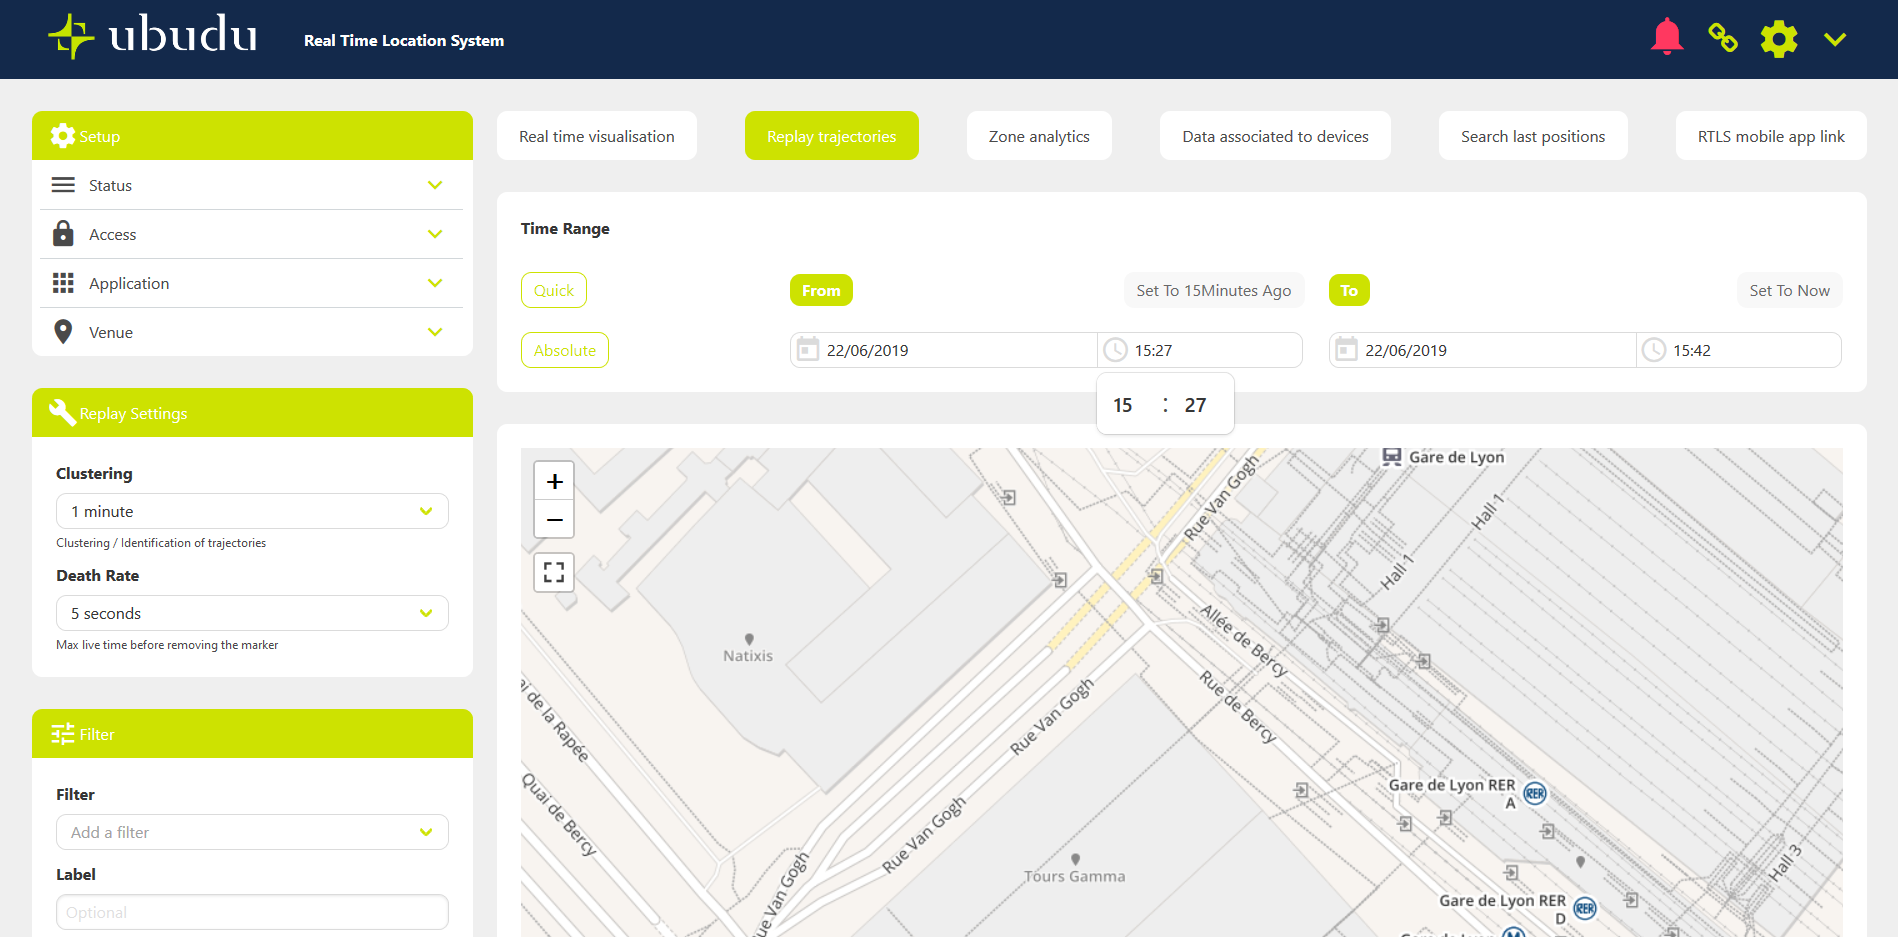 ubudu
Real Time Location System
Setup
Status
Access
Application
Venue
Replay Settings
Clustering
1 minute
Clustering / Identification of trajectories
Death Rate
5 seconds
Max live time before removing the marker
Filter
Filter
Add a filter
Label
Optional
Real time visualisation
Replay trajectories
Zone analytics
Data associated to devices
Search last positions
RTLS mobile app link
Time Range
Quick
From
Set To 15Minutes Ago
To
Set To Now
Absolute
22/06/2019
15:27
22/06/2019
15:42
15 : 27
+
−
Gare de Lyon
Rue Van Gogh
Hall 1
Hall 1
Natixis
Allée de Bercy
Rue de Bercy
Rue Van Gogh
ai de la Rapée
Quai de Bercy
Rue Van Gogh
Rue Van Gogh
Gare de Lyon RER
A
RER
Tours Gamma
Hall 3
Gare de Lyon RER
D
RER
Gare de Lyon
M